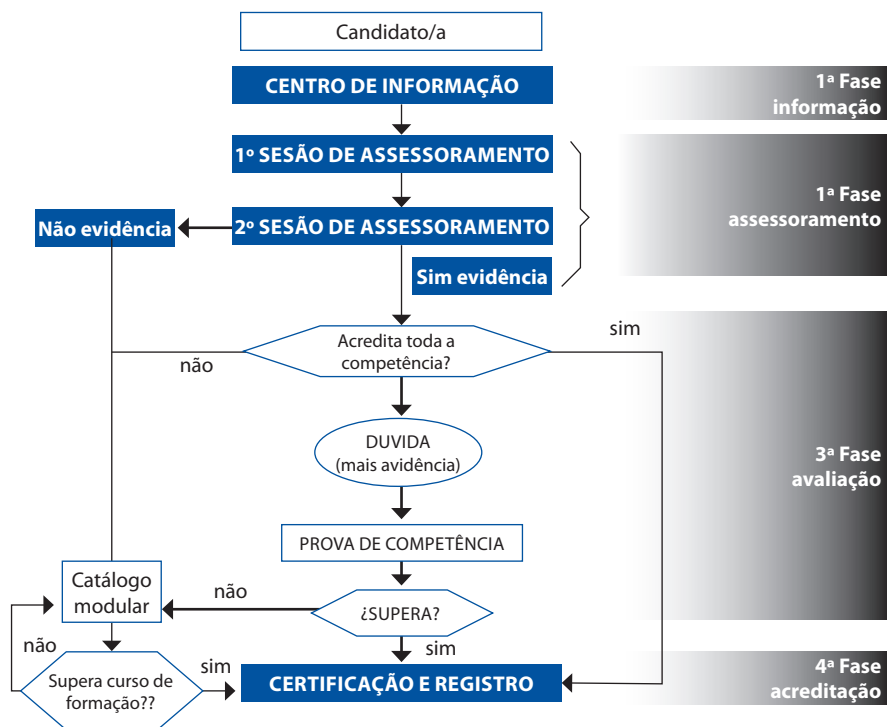 Candidato/a
CENTRO DE INFORMAÇÃO
1ª Fase
informação
1º SESÃO DE ASSESSORAMENTO
1ª Fase
assessoramento
Não evidência
2º SESÃO DE ASSESSORAMENTO
Sim evidência
Acredita toda a
competência?
sim
não
DUVIDA
(mais avidência)
3ª Fase
avaliação
PROVA DE COMPETÊNCIA
Catálogo
modular
não
¿SUPERA?
não
sim
Supera curso de
formação??
sim
CERTIFICAÇÃO E REGISTRO
4ª Fase
acreditação